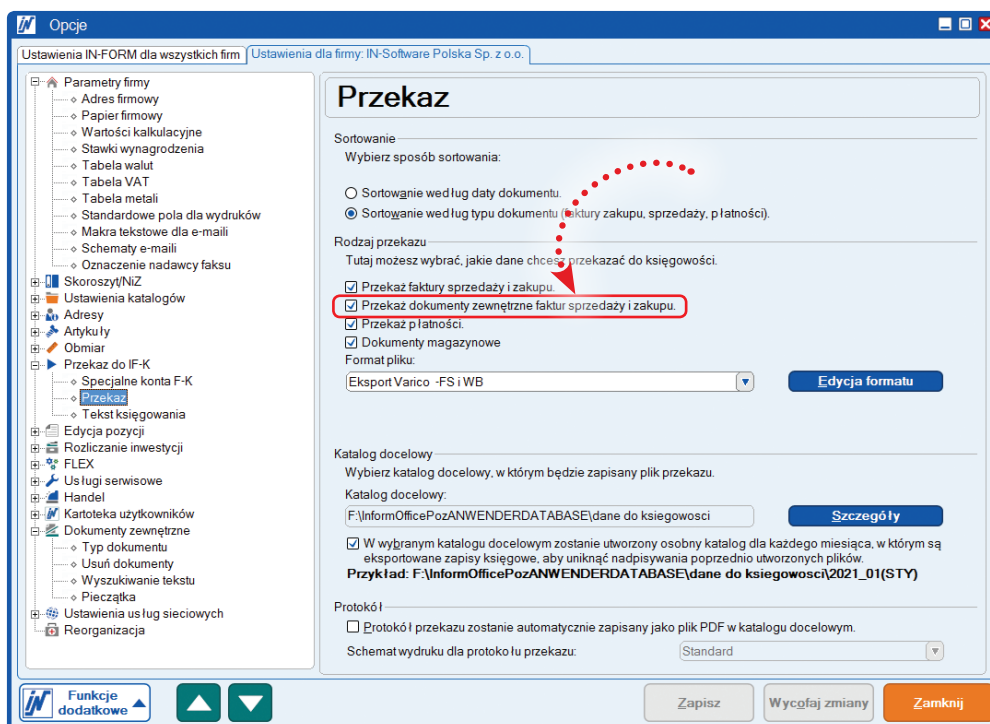 Opcje
Ustawienia IN-FORM dla wszystkich firm
Ustawienia dla firmy: IN-Software Polska Sp. z o.o.
Parametry firmy
Adres firmowy
Papier firmowy
Wartości kalkulacyjne
Stawki wynagrodzenia
Tabela walut
Tabela VAT
Tabela metali
Standardowe pola dla wydruków
Makra tekstowe dla e-maili
Schematy e-maili
Oznaczenie nadawcy faksu
Skoroszyt/NiZ
Ustawienia katalogów
Adresy
Artykuły
Obmiar
Przekaz do IF-K
Specjalne konta F-K
Przekaz
Tekst księgowania
Edycja pozycji
Rozliczanie inwestycji
FLEX
Usługi serwisowe
Handel
Kartoteka użytkowników
Dokumenty zewnętrzne
Typ dokumentu
Usuń dokumenty
Wyszukiwanie tekstu
Pieczątka
Ustawienia usług sieciowych
Reorganizacja
Przekaz
Sortowanie
Wybierz sposób sortowania:
Sortowanie według daty dokumentu.
Sortowanie według typu dokumentu (faktury zakupu, sprzedaży, płatności).
Rodzaj przekazu
Tutaj możesz wybrać, jakie dane chcesz przekazać do księgowości.
Przekaż faktury sprzedaży i zakupu.
Przekaż dokumenty zewnętrzne faktur sprzedaży i zakupu.
Przekaż płatności.
Dokumenty magazynowe
Format pliku:
Eksport Varico -FS i WB
Edycja formatu
Katalog docelowy
Wybierz katalog docelowy, w którym będzie zapisany plik przekazu.
Katalog docelowy:
F:\InformOfficePozANWENDERDATABASE\dane do ksiegowosci
Szczegóły
W wybranym katalogu docelowym zostanie utworzony osobny katalog dla każdego miesiąca, w którym są
eksportowane zapisy księgowe, aby uniknąć nadpisywania poprzednio utworzonych plików.
Przykład: F:\InformOfficePozANWENDERDATABASE\dane do ksiegowosci\2021_01(STY)
Protokół
Protokół przekazu zostanie automatycznie zapisany jako plik PDF w katalogu docelowym.
Schemat wydruku dla protokołu przekazu:
Standard
Funkcje
dodatkowe
Zapisz
Wycofaj zmiany
Zamknij